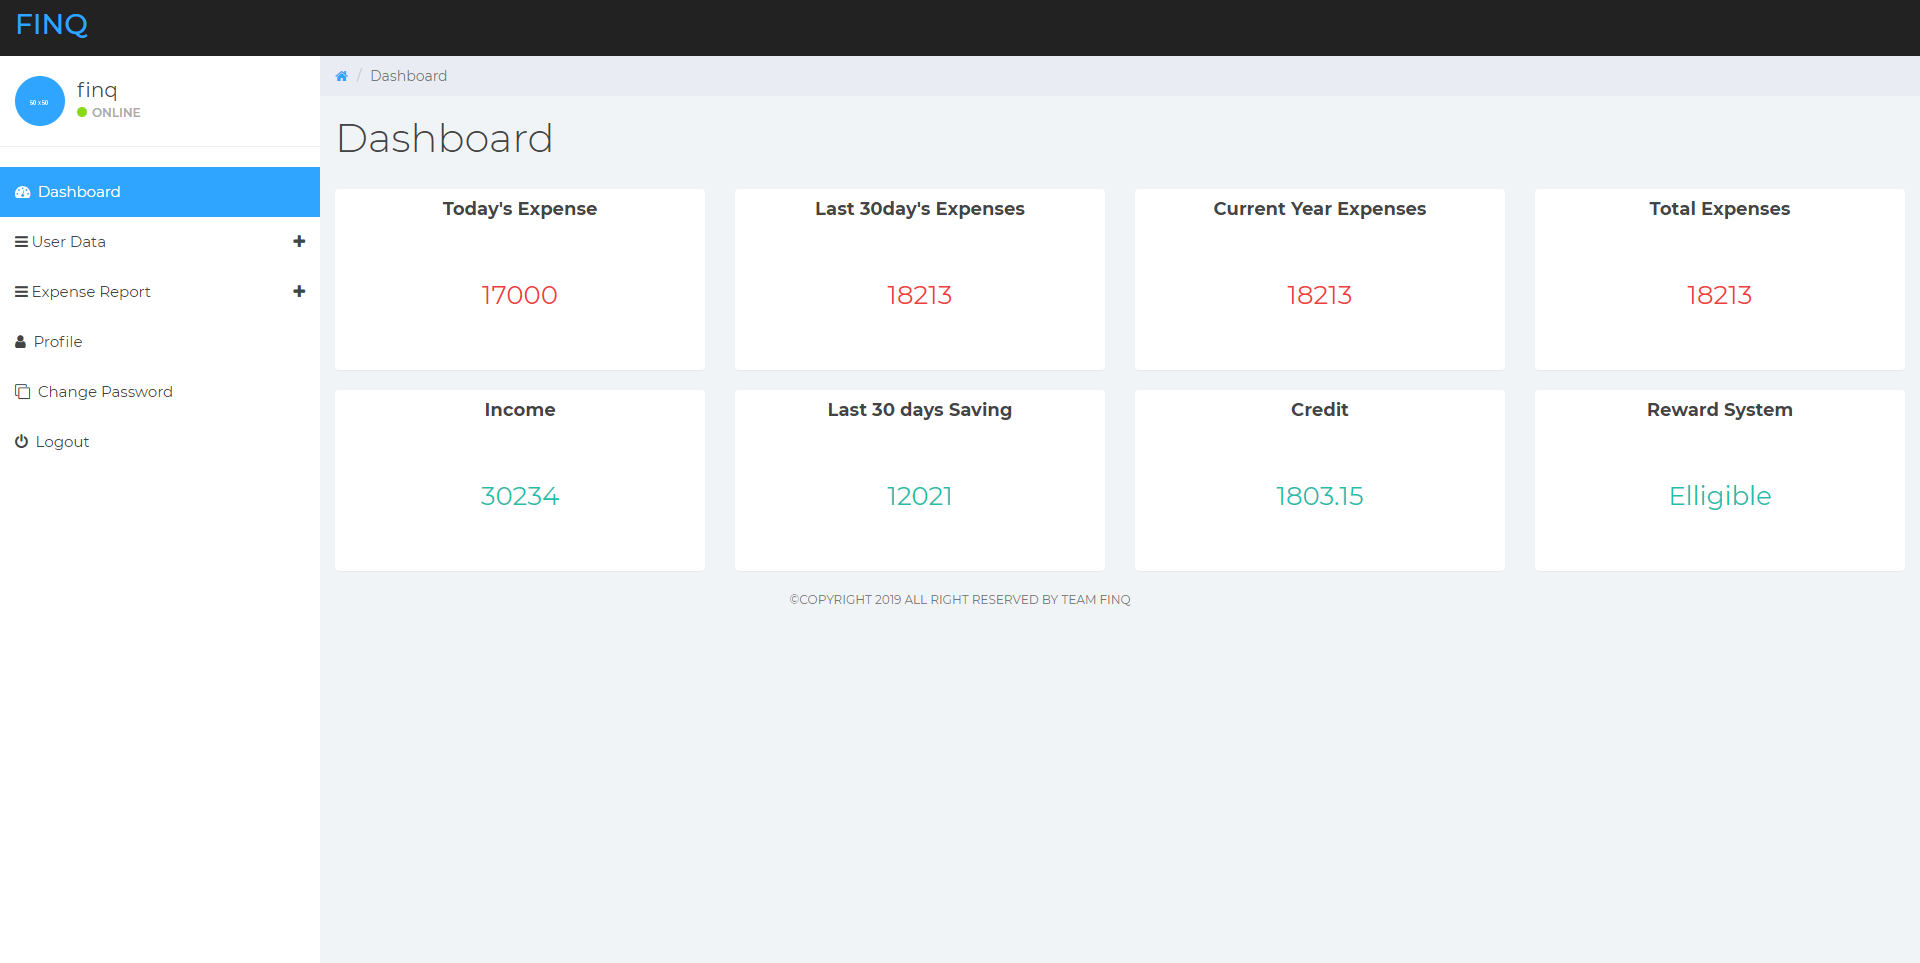 FINQ
50 x 50
finq
ONLINE
/ Dashboard
Dashboard
Dashboard
User Data
Expense Report
Profile
Change Password
Logout
Today's Expense
17000
Last 30day's Expenses
18213
Current Year Expenses
18213
Total Expenses
18213
Income
30234
Last 30 days Saving
12021
Credit
1803.15
Reward System
Elligible
©COPYRIGHT 2019 ALL RIGHT RESERVED BY TEAM FINQ